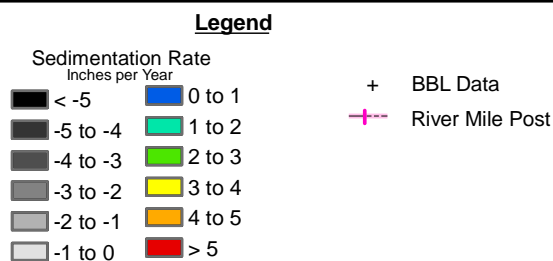 Legend
Sedimentation Rate
Inches per Year
< -5
-5 to -4
-4 to -3
-3 to -2
-2 to -1
-1 to 0
0 to 1
1 to 2
2 to 3
3 to 4
4 to 5
> 5
+ BBL Data
River Mile Post